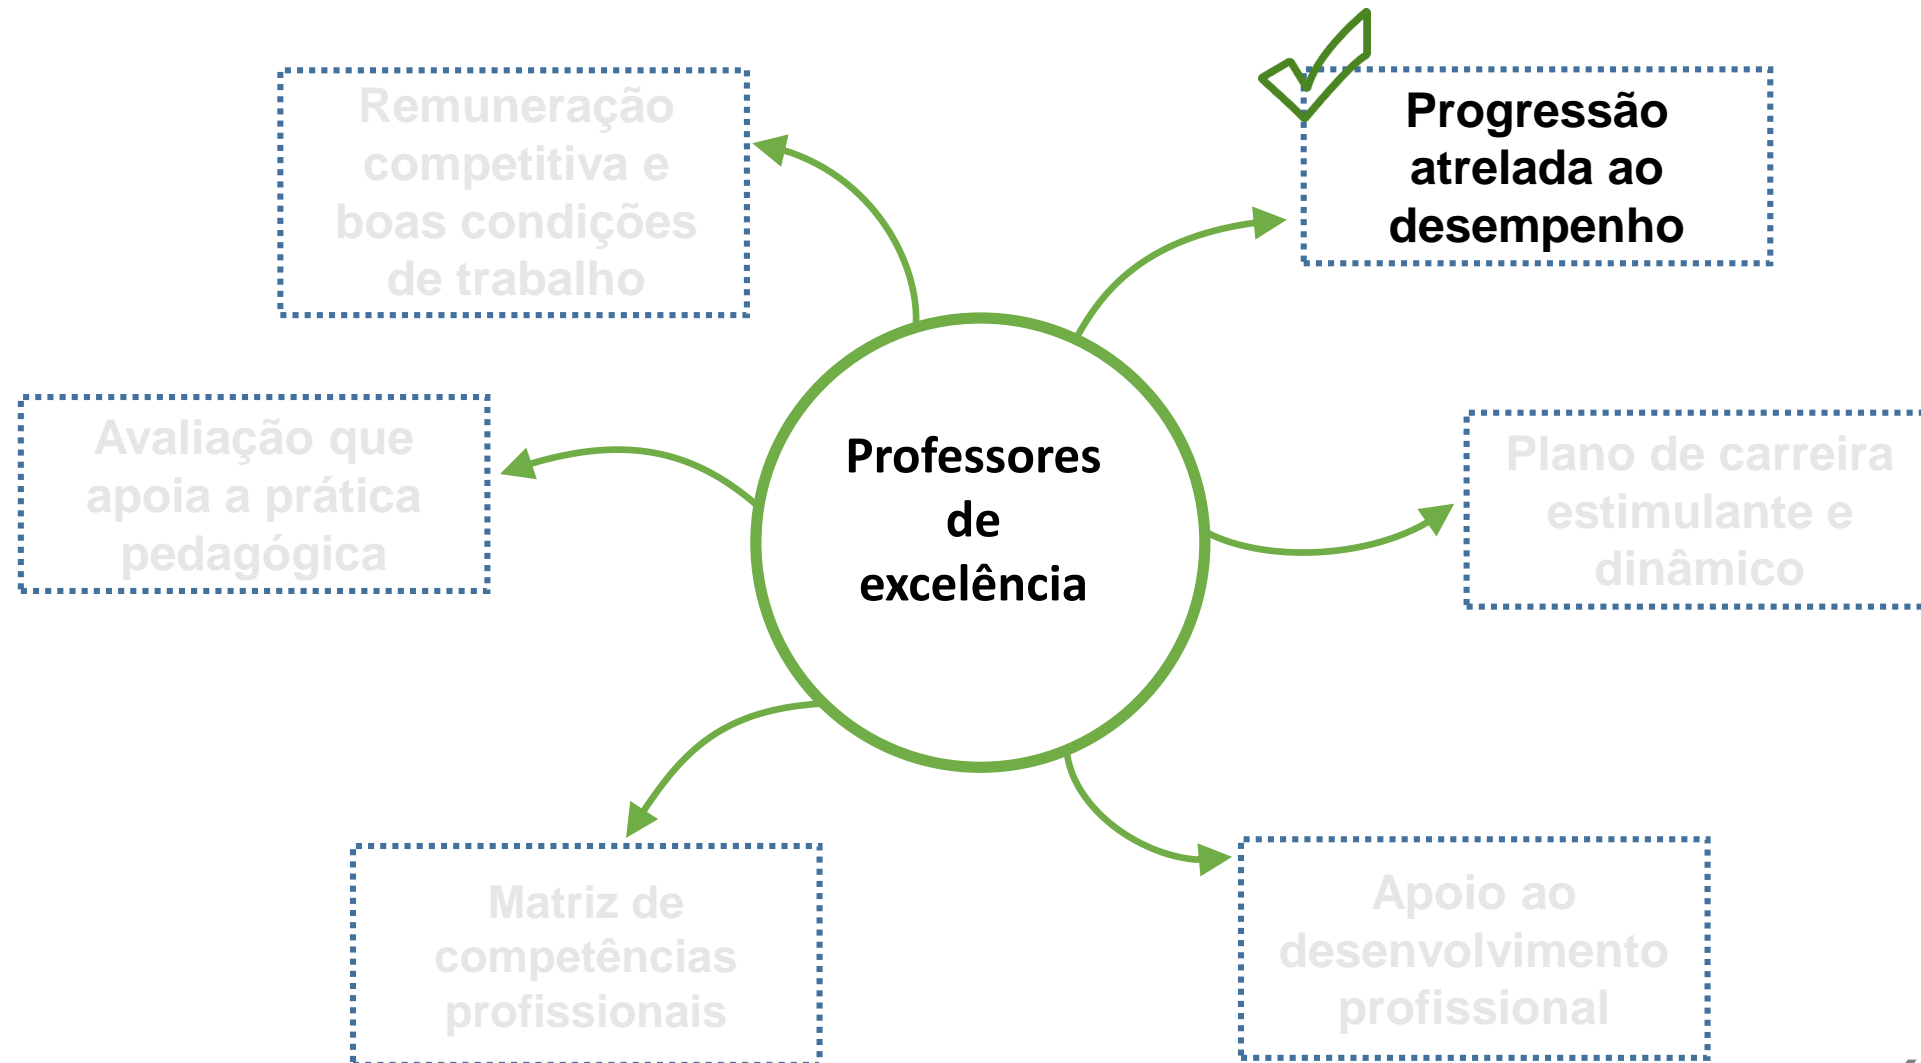 Remuneração
competitiva e
boas condições
de trabalho
Progressão
atrelada ao
desempenho
Avaliação que
apoia a prática
pedagógica
Professores
de
excelência
Plano de carreira
estimulante e
dinâmico
Matriz de
competências
profissionais
Apoio ao
desenvolvimento
profissional